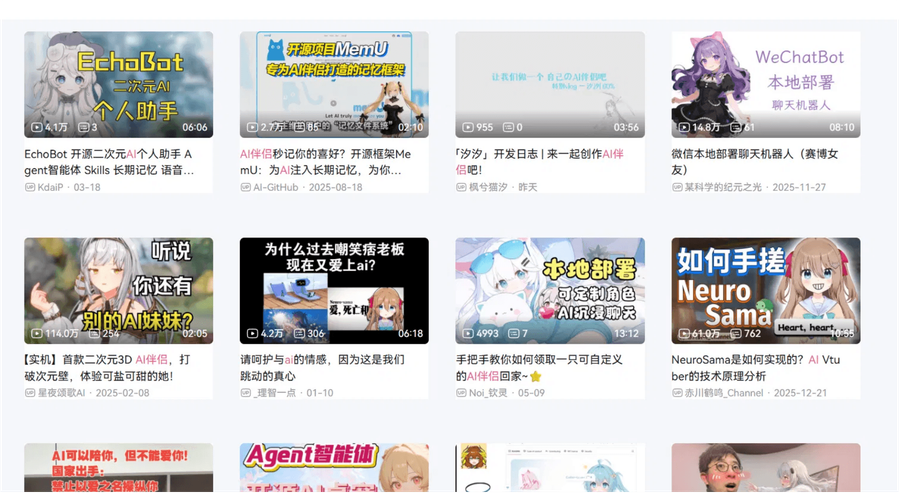 EchoBot
二次元AI
个人助手
4.1万 3 06:06
EchoBot 开源二次元AI个人助手 A
gent智能体 Skills 长期记忆 语音...
KdaiP · 03-18
开源项目MemU
专为AI伴侣打造的记忆框架
Let AI truly
"记忆文件系统"
2.7万 85 02:10
AI伴侣秒记你的喜好？开源框架Me
mU：为AI注入长期记忆，为你...
AI-GitHub · 2025-08-18
让我们做一个 自己的AI伴侣吧
955 0 03:56
「汐汐」开发日志 | 来一起创作AI伴
侣吧！
枫兮猫汐 · 昨天
WeChatBot
本地部署
聊天机器人
14.8万 61 08:10
微信本地部署聊天机器人（赛博女
友）
某科学的纪元之光 · 2025-11-27
听说
你还有
别的AI妹妹?
114.0万 254 02:05
【实机】首款二次元3D AI伴侣，打
破次元壁，体验可盐可甜的她！
星夜颂歌AI · 2025-02-08
为什么过去嘲笑痞老板
现在又爱上ai?
爱,死亡和
4.2万 306 06:18
请呵护与ai的情感，因为这是我们
跳动的真心
_理智一点 · 01-10
本地部署
可定制角色
AI沉浸聊天
4993 7 13:12
手把手教你如何领取一只可自定义
的AI伴侣回家~⭐
Noi_钦灵 · 05-09
如何手搓
Neuro
Sama
Heart, heart,
61.0万 762 10:55
NeuroSama是如何实现的？AI Vtu
ber的技术原理分析
赤川鹤鸣_Channel · 2025-12-21
AI可以陪你，但不能爱你!
国家出手:
禁止以爱之名操纵你
Agent智能体